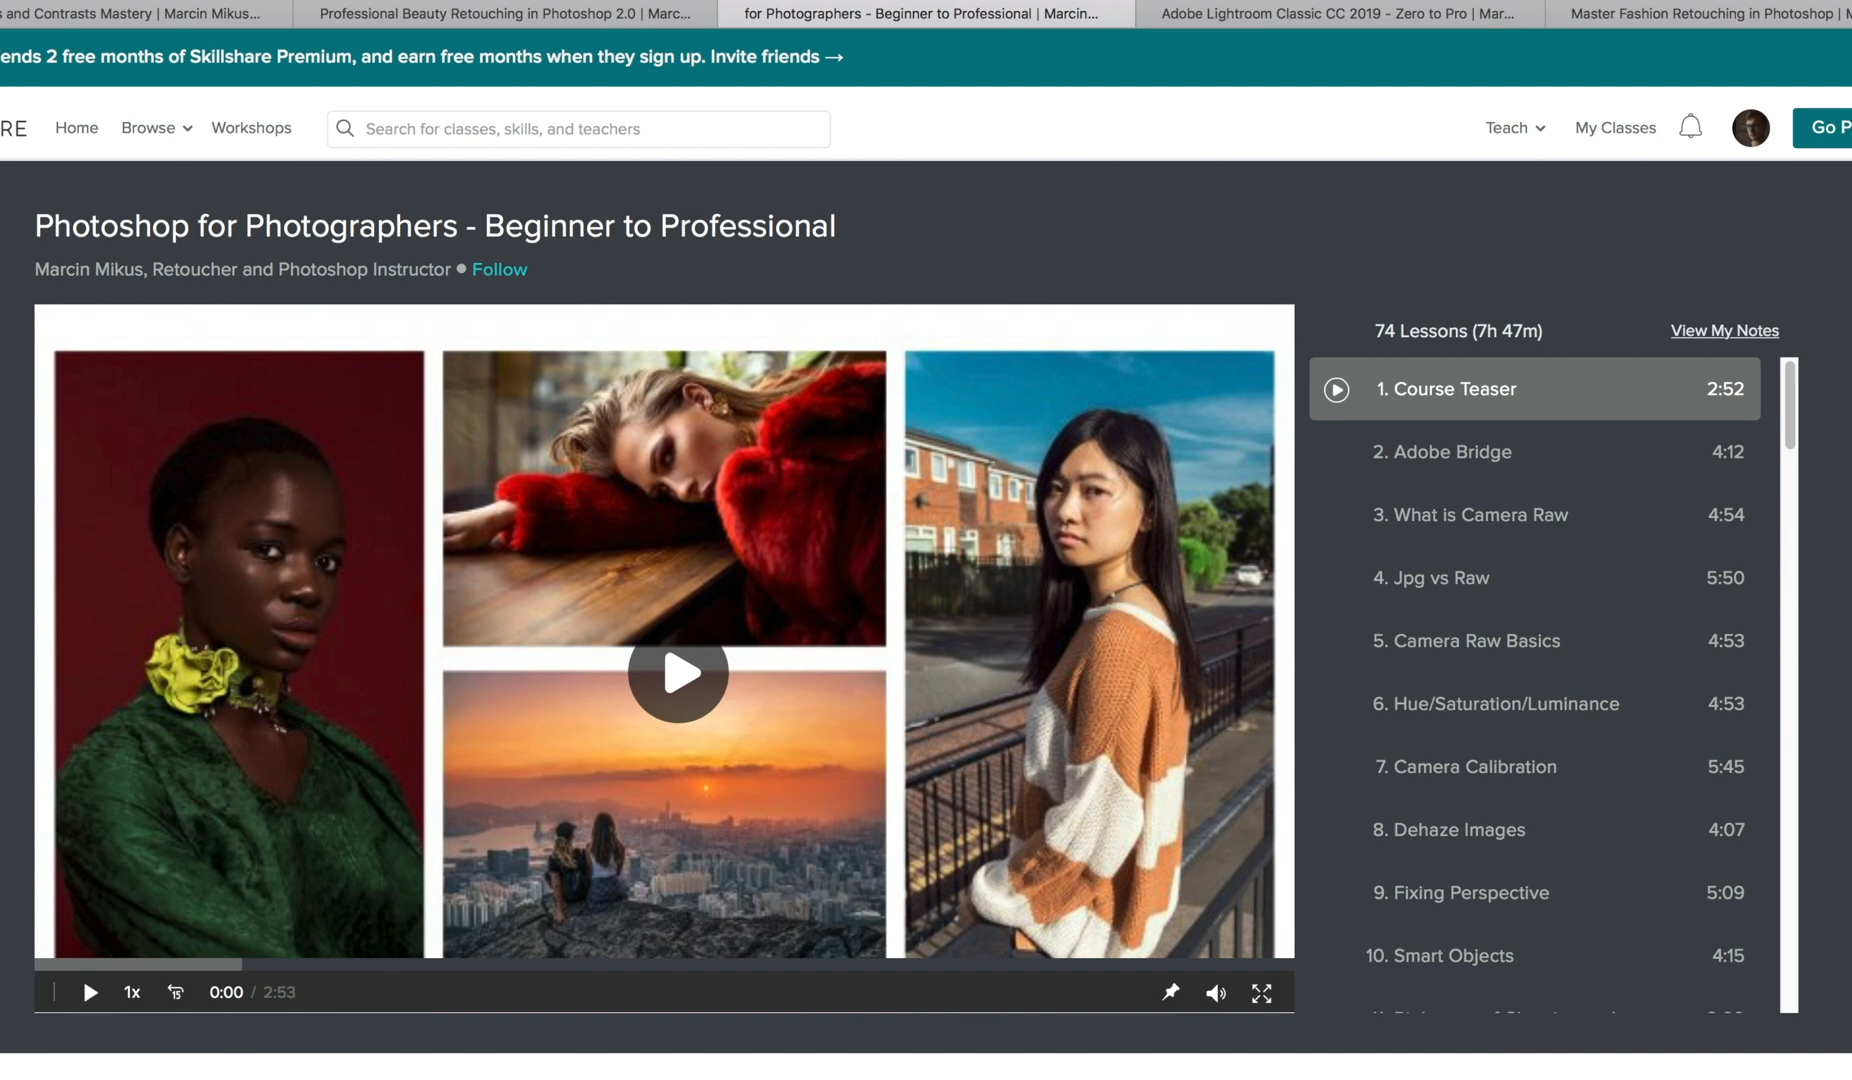 s and Contrasts Mastery | Marcin Mikus...
Professional Beauty Retouching in Photoshop 2.0 | Marc...
for Photographers - Beginner to Professional | Marcin...
Adobe Lightroom Classic CC 2019 - Zero to Pro | Mar...
Master Fashion Retouching in Photoshop | M
ends 2 free months of Skillshare Premium, and earn free months when they sign up. Invite friends →
RE
Home
Browse
Workshops
Search for classes, skills, and teachers
Teach
My Classes
Go P
Photoshop for Photographers - Beginner to Professional
Marcin Mikus, Retoucher and Photoshop Instructor ● Follow
74 Lessons (7h 47m)
View My Notes
1. Course Teaser 2:52
2. Adobe Bridge 4:12
3. What is Camera Raw 4:54
4. Jpg vs Raw 5:50
5. Camera Raw Basics 4:53
6. Hue/Saturation/Luminance 4:53
7. Camera Calibration 5:45
8. Dehaze Images 4:07
9. Fixing Perspective 5:09
10. Smart Objects 4:15
1x
15
0:00 / 2:53